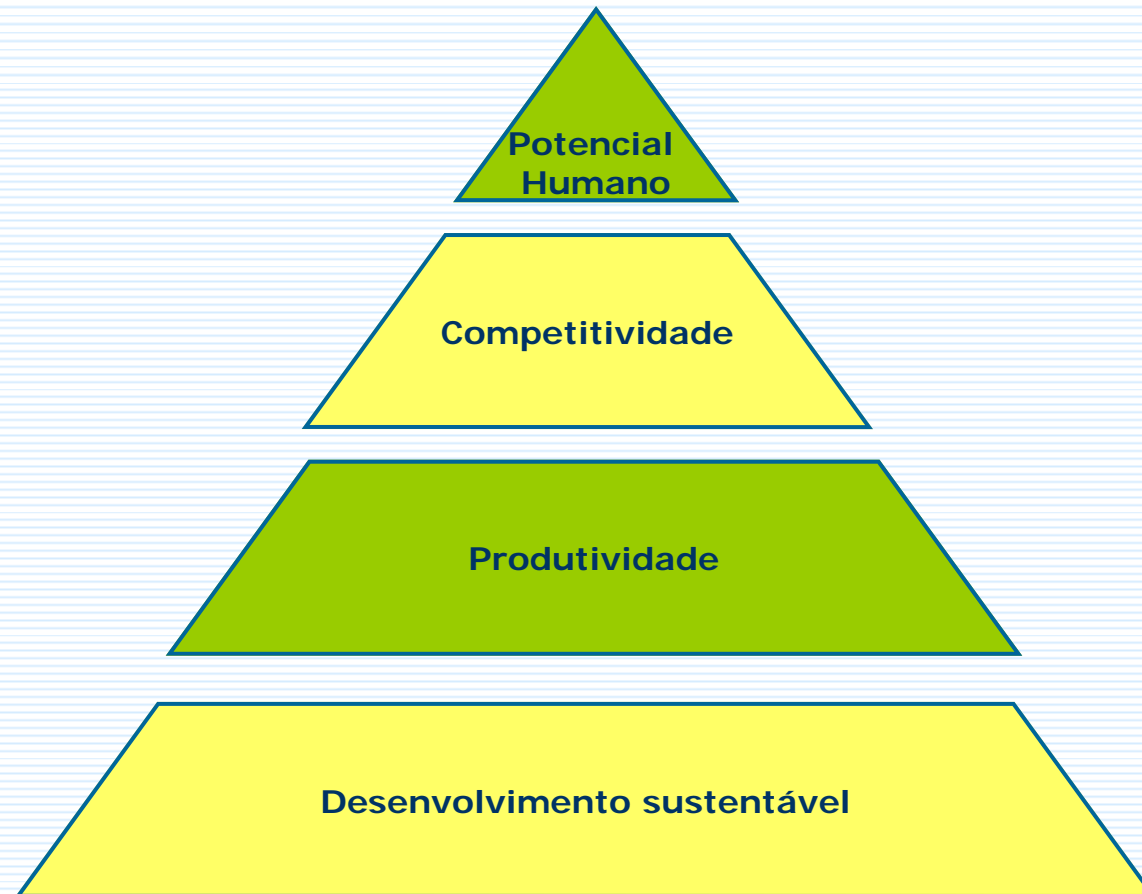 Potencial
Humano
Competitividade
Produtividade
Desenvolvimento sustentável